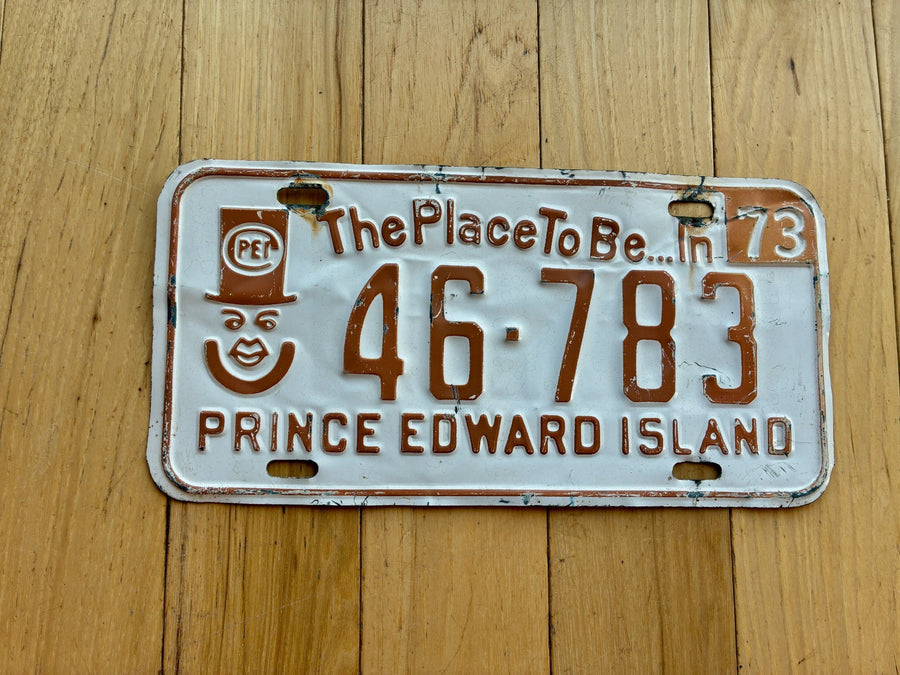 The Place To Be...In 73
PEI
46-783
PRINCE EDWARD ISLAND